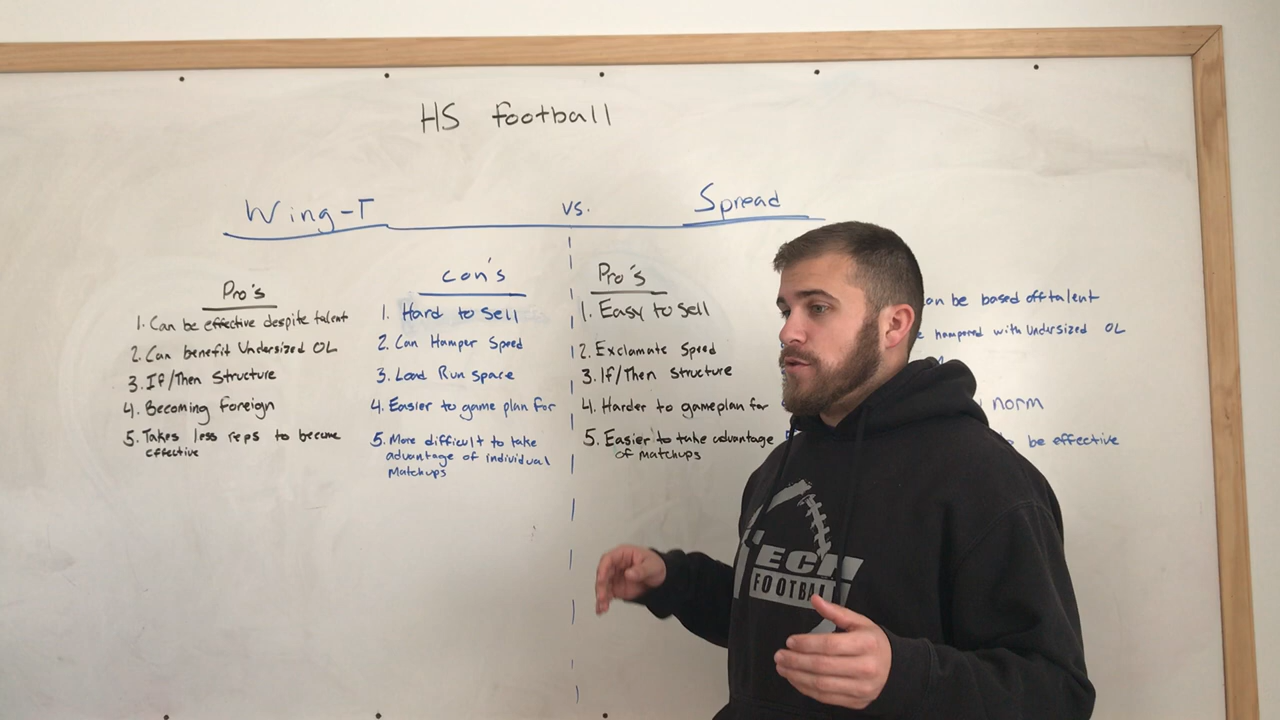 HS football
Wing-T vs. Spread
Pro's
1. Can be effective despite talent
2. Can benefit Undersized OL
3. If/Then Structure
4. Becoming foreign
5. Takes less reps to become
effective
Con's
1. Hard to sell
2. Can Hamper Speed
3. Load Run space
4. Easier to game plan for
5. More difficult to take
advantage of individual
Matchups
Pro's
1. Easy to sell
2. Exclamate Speed
3. If/Then Structure
4. Harder to gameplan for
5. Easier to take advantage
of matchups
can be based off talent
hampered with Undersized OL
norm
be effective
TECH
FOOTBALL